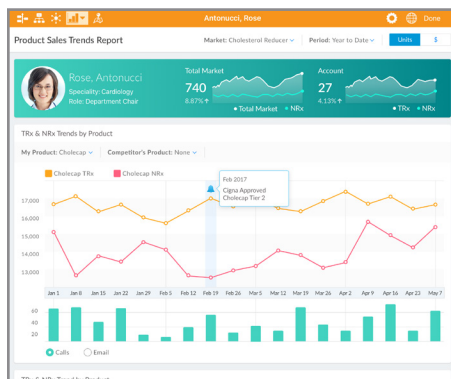 Antonucci, Rose
Done
Product Sales Trends Report
Market: Cholesterol Reducer
Period: Year to Date
Units
$
Rose, Antonucci
Speciality: Cardiology
Role: Department Chair
Total Market
740
8.87%
Total Market
NRx
Account
27
4.13%
TRx
NRx
TRx & NRx Trends by Product
My Product: Cholecap
Competitor's Product: None
Cholecap TRx
Cholecap NRx
Feb 2017
Cigna Approved
Cholecap Tier 2
17,000
16,000
15,000
14,000
13,000
Jan 1 Jan 8 Jan 15 Jan 22 Jan 29 Feb 5 Feb 12 Feb 19 Feb 26 Mar 5 Mar 12 Mar 19 Mar 26 Apr 2 Apr 9 Apr 16 Apr 23 May 7
60
40
20
Calls
Email
TRx & NRx Trend by Product